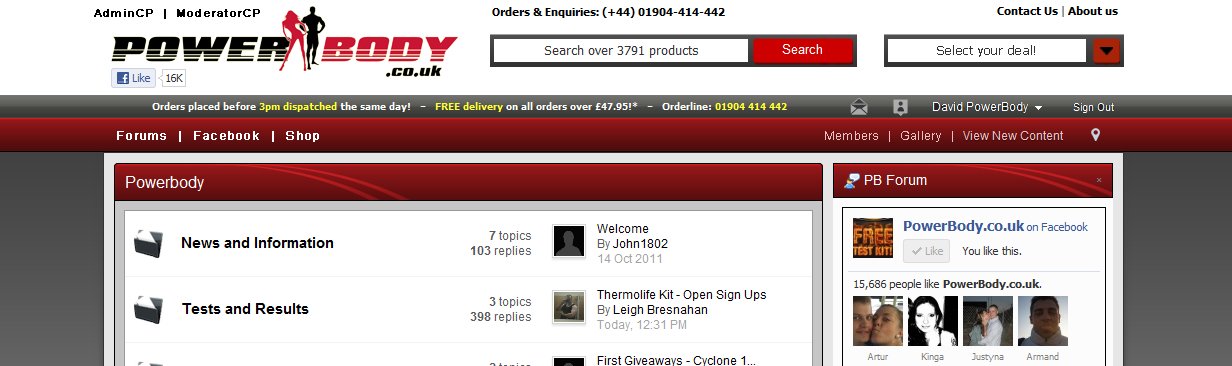 AdminCP | ModeratorCP
Orders & Enquiries: (+44) 01904-414-442
Contact Us | About us
POWER BODY
.co.uk
Search over 3791 products
Search
Select your deal!
Like
16K
Orders placed before 3pm dispatched the same day! – FREE delivery on all orders over £47.95!* – Orderline: 01904 414 442
David PowerBody
Sign Out
Forums | Facebook | Shop
Members | Gallery | View New Content
Powerbody
News and Information
7 topics
103 replies
Welcome
By John1802
14 Oct 2011
Tests and Results
3 topics
398 replies
Thermolife Kit - Open Sign Ups
By Leigh Bresnahan
Today, 12:31 PM
First Giveaways - Cyclone 1...
PB Forum
×
FREE
TEST KIT!
PowerBody.co.uk on Facebook
Like
You like this.
15,686 people like PowerBody.co.uk.
Artur
Kinga
Justyna
Armand